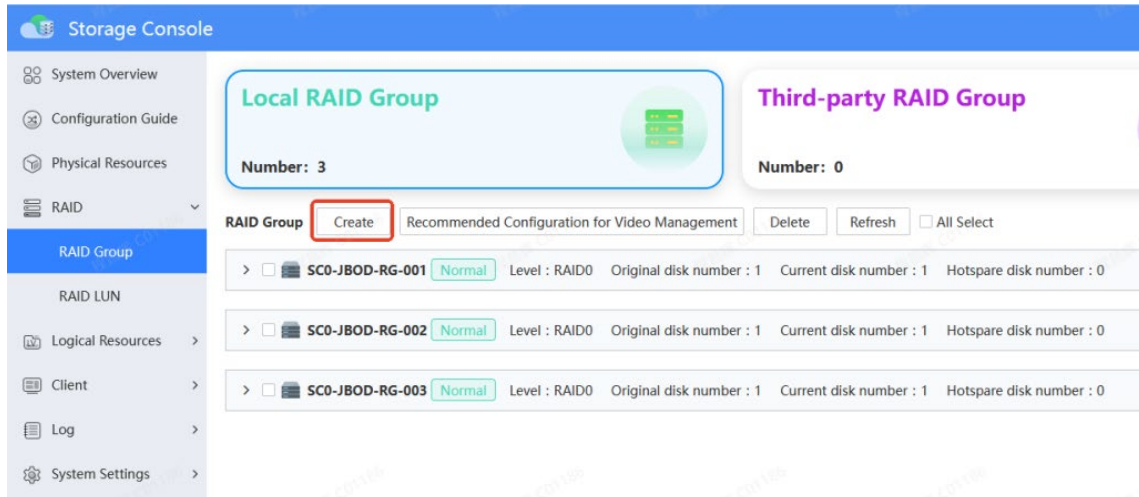 Storage Console
System Overview
Configuration Guide
Physical Resources
RAID
RAID Group
RAID LUN
Logical Resources
Client
Log
System Settings
Local RAID Group
Number: 3
Third-party RAID Group
Number: 0
RAID Group Create Recommended Configuration for Video Management Delete Refresh All Select
SC0-JBOD-RG-001 Normal Level : RAID0 Original disk number : 1 Current disk number : 1 Hotspare disk number : 0
SC0-JBOD-RG-002 Normal Level : RAID0 Original disk number : 1 Current disk number : 1 Hotspare disk number : 0
SC0-JBOD-RG-003 Normal Level : RAID0 Original disk number : 1 Current disk number : 1 Hotspare disk number : 0